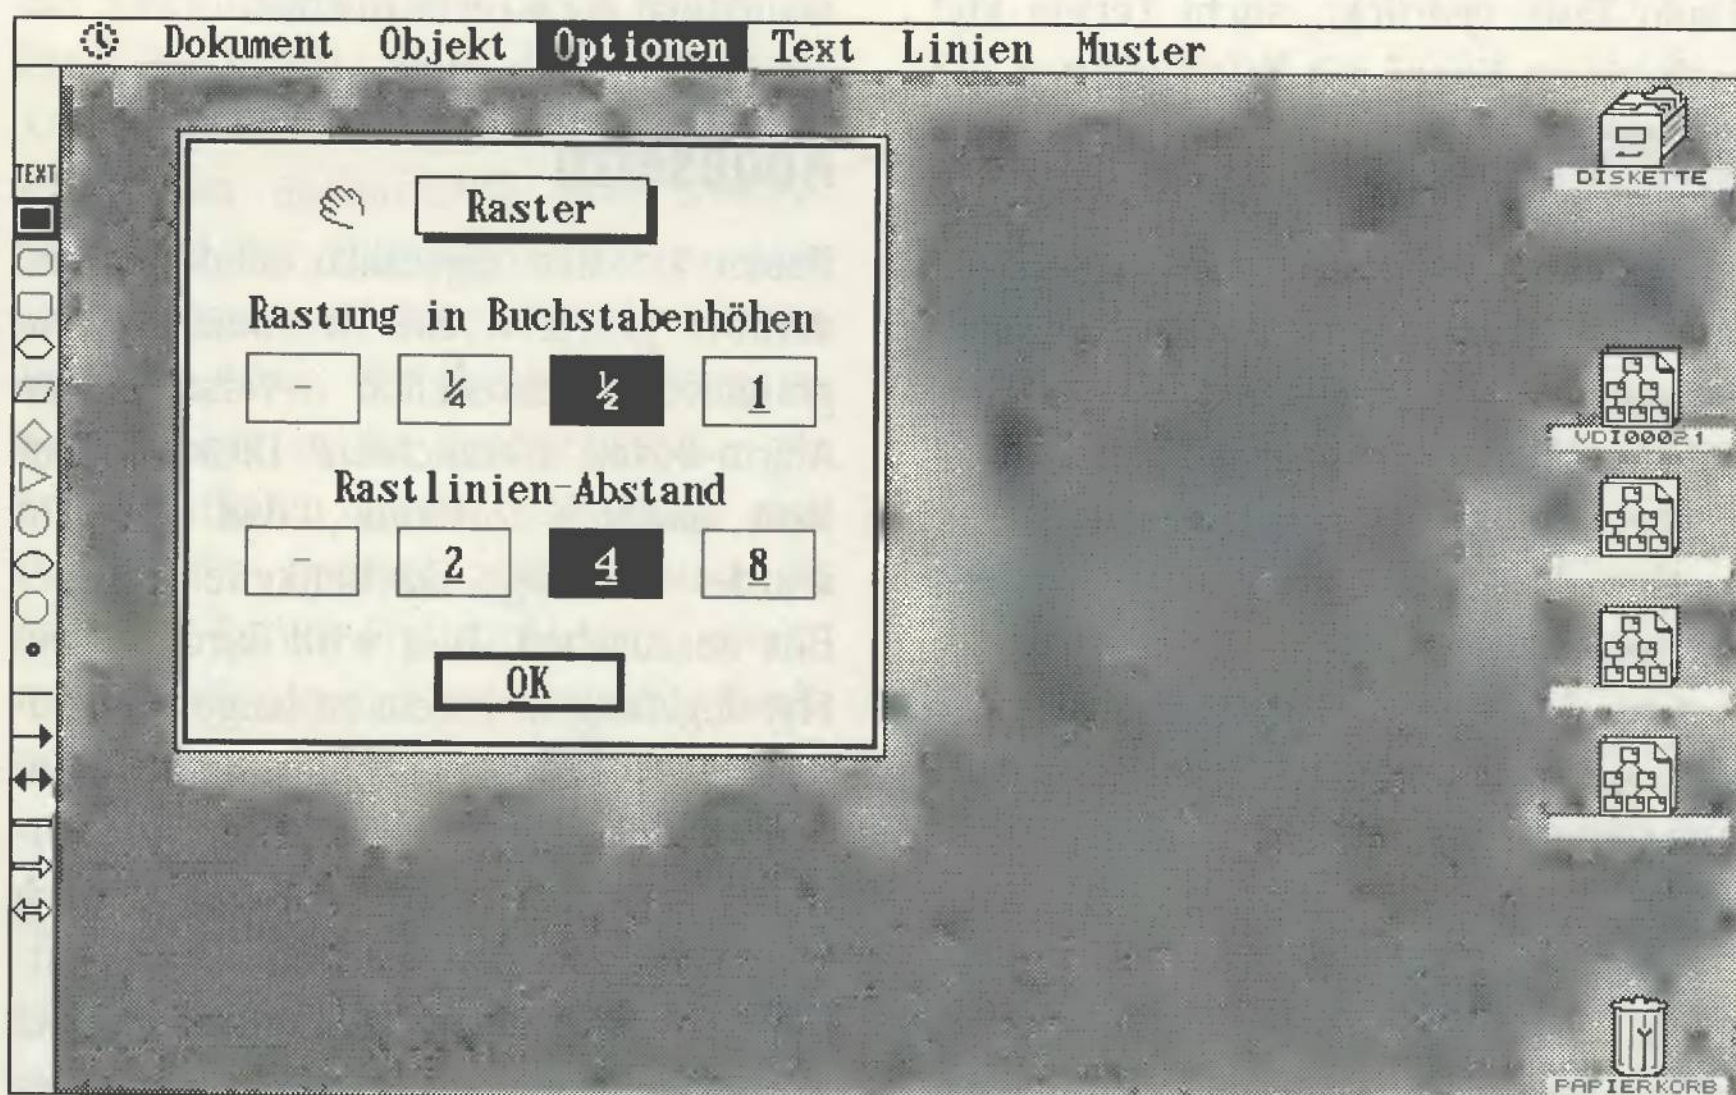 Dokument Objekt Optionen Text Linien Muster
TEXT
Raster
Rastung in Buchstabenhöhen
- ¼ ½ 1
Rastlinien-Abstand
- 2 4 8
OK
DISKETTE
VDI00021
PAPIERKORB